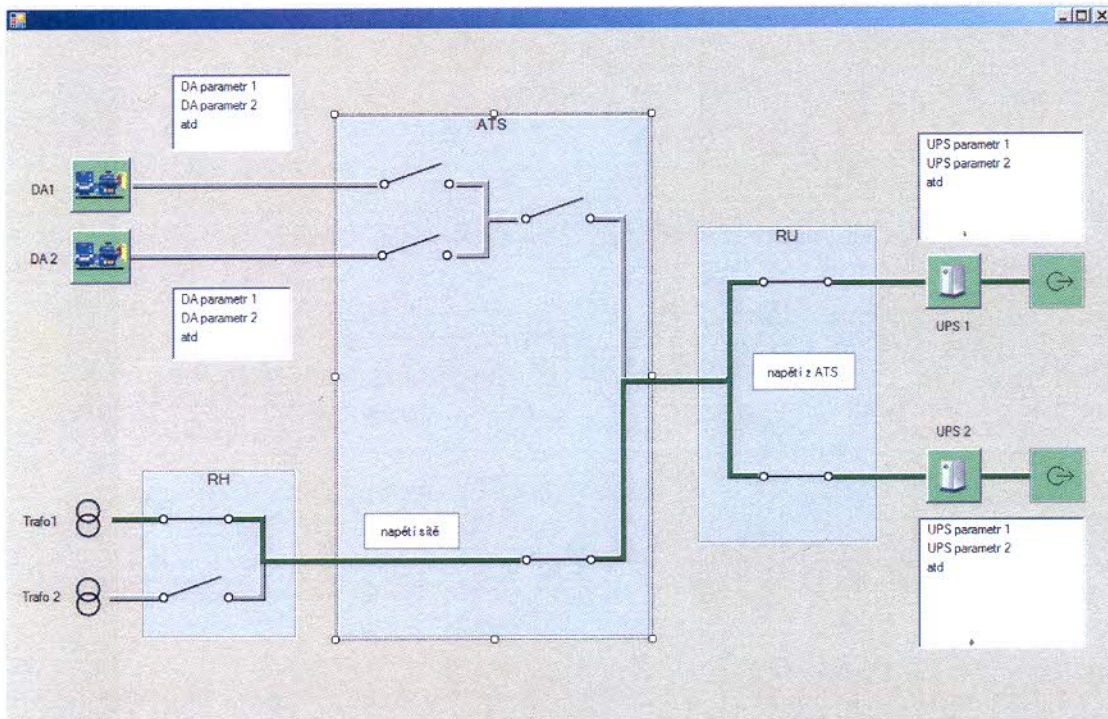 DA parametr 1
DA parametr 2
atd
ATS
DA1
DA 2
DA parametr 1
DA parametr 2
atd
UPS parametr 1
UPS parametr 2
atd
RU
UPS 1
napětí z ATS
UPS 2
RH
Trafo1
napětí sítě
Trafo 2
UPS parametr 1
UPS parametr 2
atd